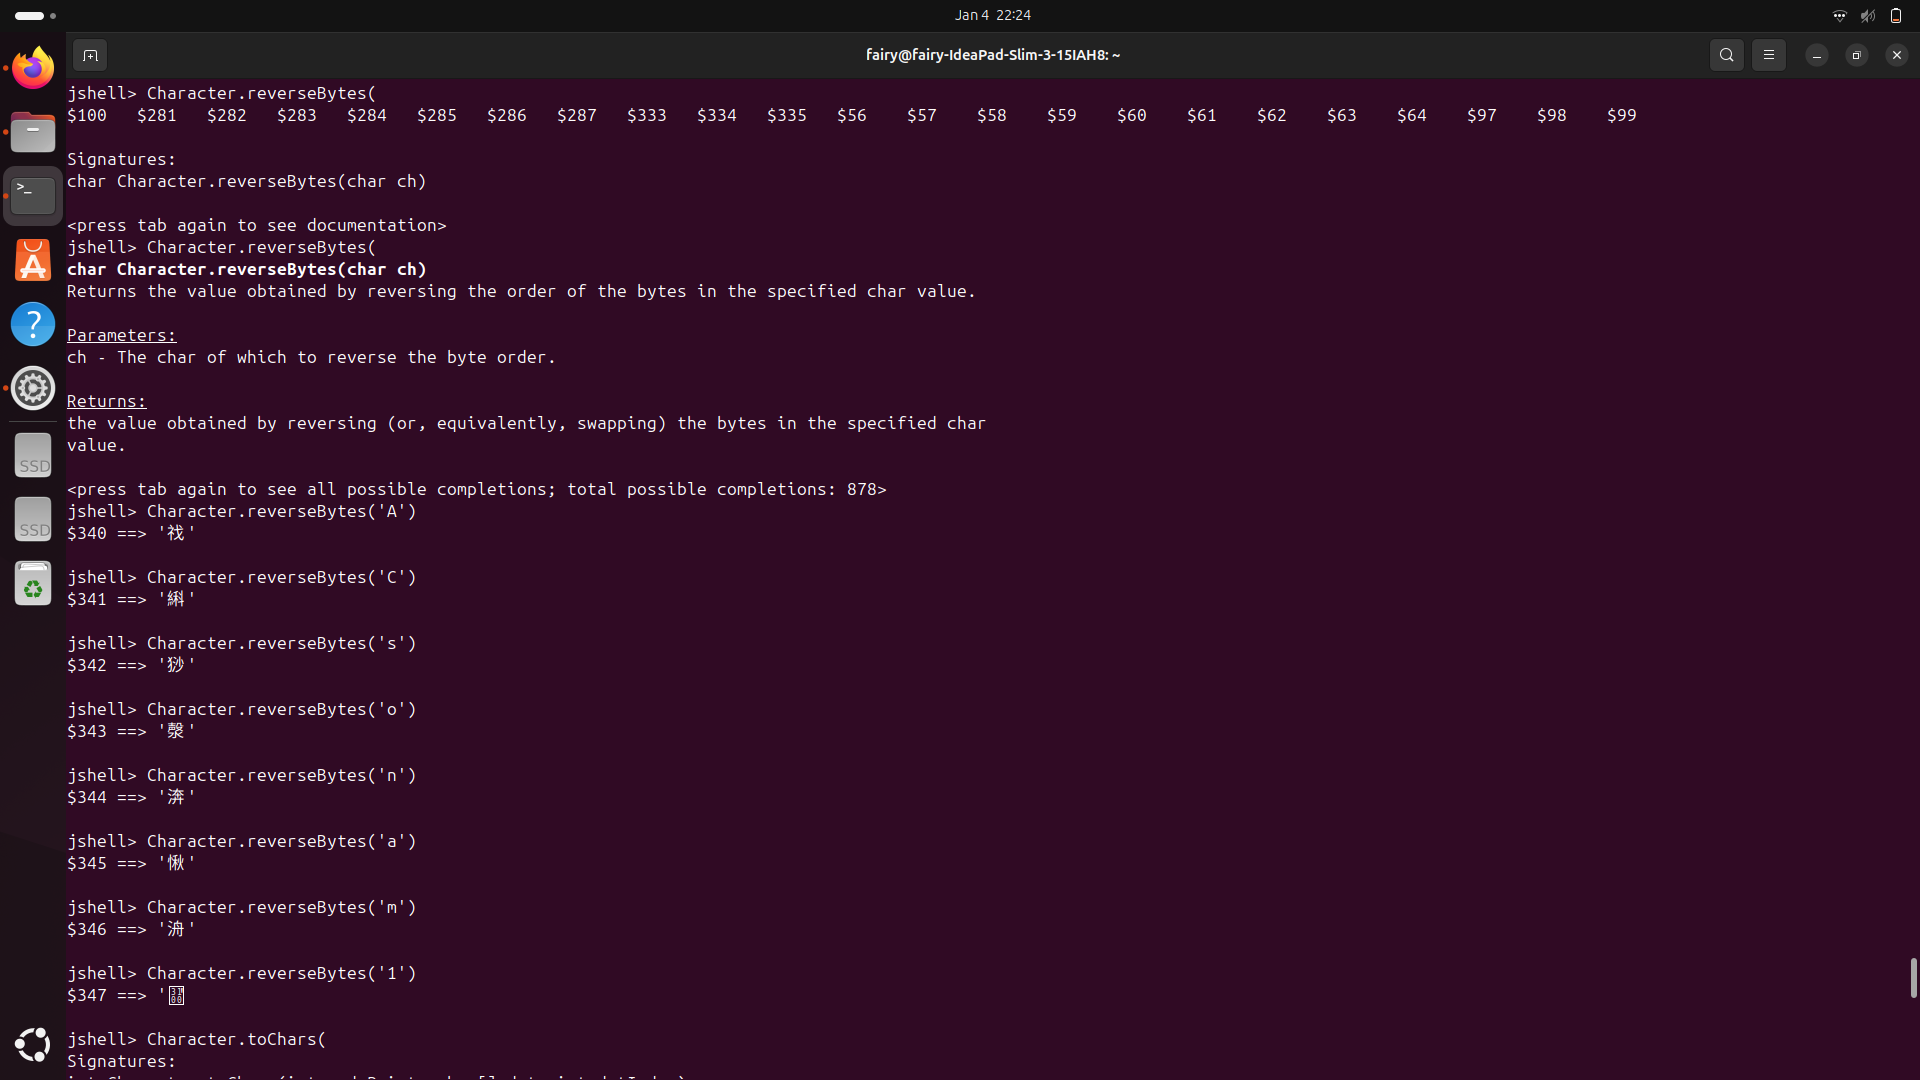 Jan 4 22:24
fairy@fairy-IdeaPad-Slim-3-15IAH8: ~
jshell> Character.reverseBytes(
$100 $281 $282 $283 $284 $285 $286 $287 $333 $334 $335 $56 $57 $58 $59 $60 $61 $62 $63 $64 $97 $98 $99
Signatures:
char Character.reverseBytes(char ch)
<press tab again to see documentation>
jshell> Character.reverseBytes(
char Character.reverseBytes(char ch)
Returns the value obtained by reversing the order of the bytes in the specified char value.
Parameters:
ch - The char of which to reverse the byte order.
Returns:
the value obtained by reversing (or, equivalently, swapping) the bytes in the specified char
value.
<press tab again to see all possible completions; total possible completions: 878>
jshell> Character.reverseBytes('A')
$340 ==> '䄀'
jshell> Character.reverseBytes('C')
$341 ==> '䌀'
jshell> Character.reverseBytes('s')
$342 ==> '猀'
jshell> Character.reverseBytes('o')
$343 ==> '漀'
jshell> Character.reverseBytes('n')
$344 ==> '渀'
jshell> Character.reverseBytes('a')
$345 ==> '愀'
jshell> Character.reverseBytes('m')
$346 ==> '洀'
jshell> Character.reverseBytes('1')
$347 ==> '
jshell> Character.toChars(
Signatures:
SSD
SSD